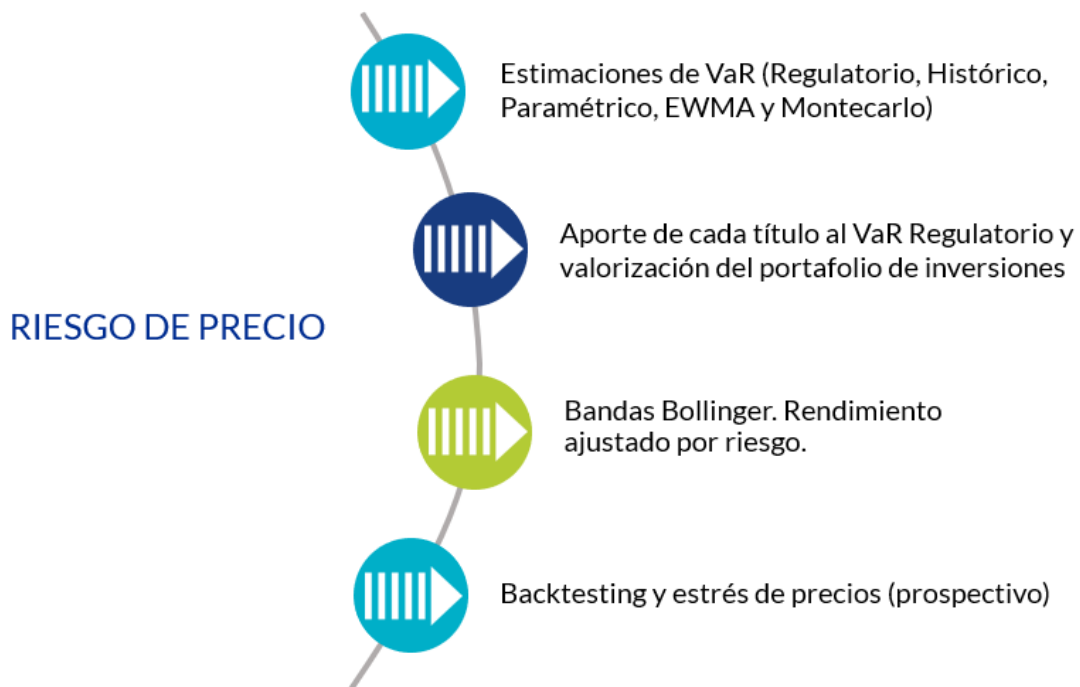 Estimaciones de VaR (Regulatorio, Histórico,
Paramétrico, EWMA y Montecarlo)
Aporte de cada título al VaR Regulatorio y
valorización del portafolio de inversiones
RIESGO DE PRECIO
Bandas Bollinger. Rendimiento
ajustado por riesgo.
Backtesting y estrés de precios (prospectivo)